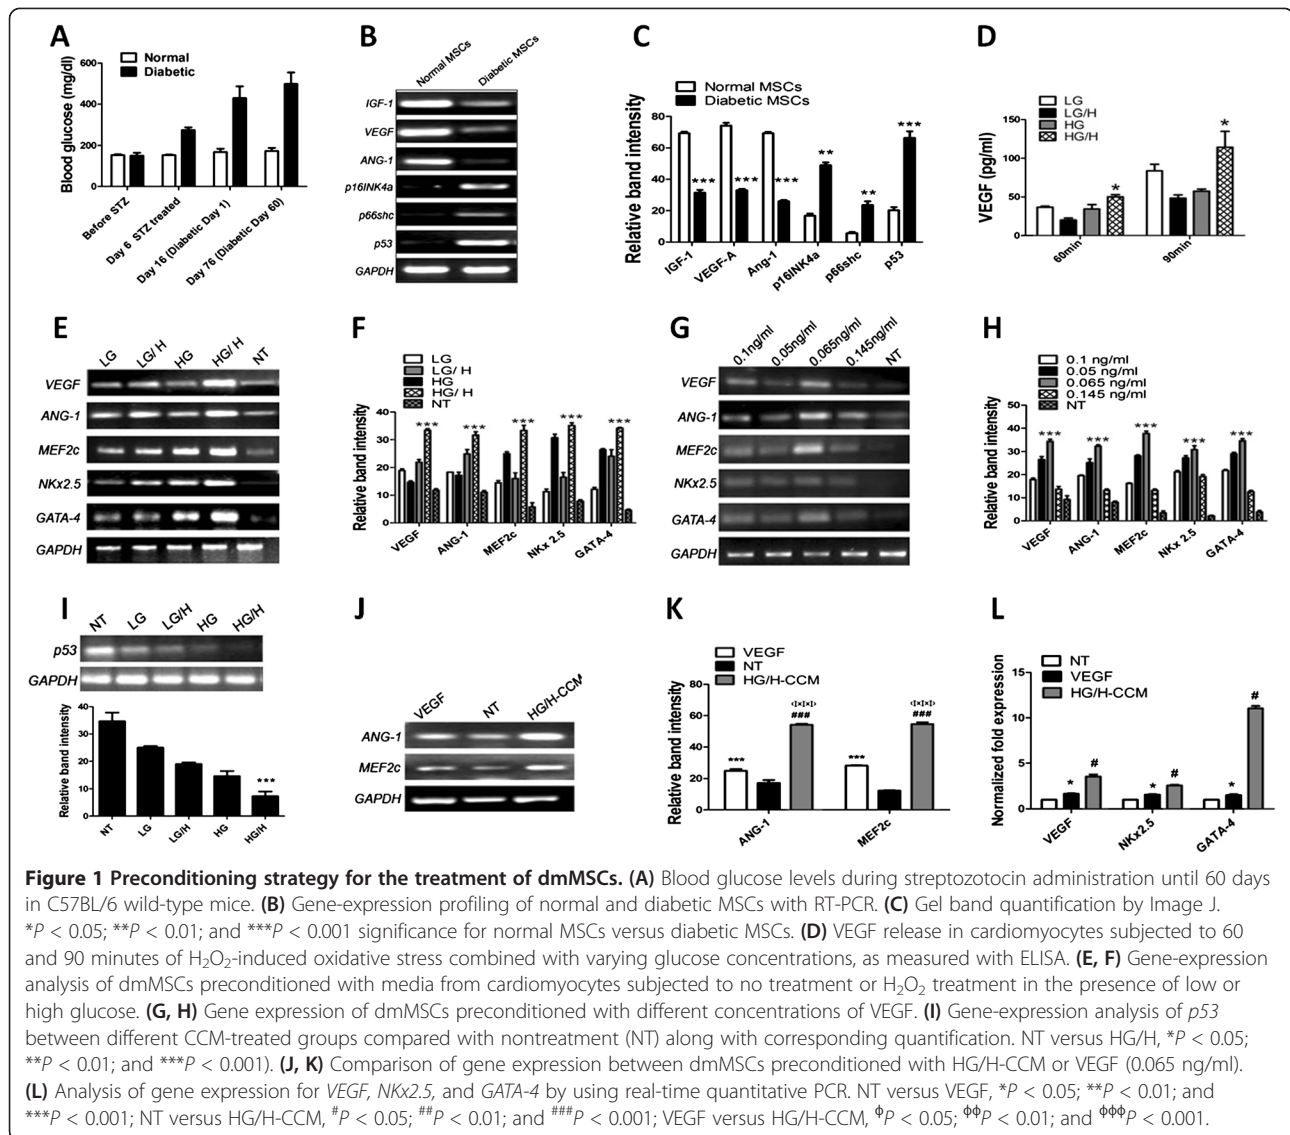 A
Normal
Diabetic
Blood glucose (mg/dl)
600
400
200
0
Before STZ
Day 6 STZ treated
Day 16 (Diabetic Day 1)
Day 76 (Diabetic Day 60)
B
Normal MSCs
Diabetic MSCs
IGF-1
VEGF
ANG-1
p16INK4a
p66shc
p53
GAPDH
C
Normal MSCs
Diabetic MSCs
Relative band intensity
80
60
40
20
0
***
***
***
**
**
***
IGF-1
VEGF-A
Ang-1
p16INK4a
p66shc
p53
D
LG
LG/H
HG
HG/H
VEGF (pg/ml)
150
100
50
0
*
*
60min
90min
E
LG
LG/ H
HG
HG/ H
NT
VEGF
ANG-1
MEF2c
NKx2.5
GATA-4
GAPDH
F
LG
LG/ H
HG
HG/ H
NT
Relative band intensity
40
30
20
10
0
***
***
***
***
***
VEGF
ANG-1
MEF2c
NKx 2.5
GATA-4
G
0.1ng/ml
0.05ng/ml
0.065ng/ml
0.145ng/ml
NT
VEGF
ANG-1
MEF2c
NKx2.5
GATA-4
GAPDH
H
0.1 ng/ml
0.05 ng/ml
0.065 ng/ml
0.145 ng/ml
NT
Relative band intensity
50
40
30
20
10
0
***
***
***
***
***
VEGF
ANG-1
MEF2c
NKx 2.5
GATA-4
I
NT
LG
LG/H
HG
HG/H
p53
GAPDH
Relative band intensity
40
30
20
10
0
***
NT
LG
LG/H
HG
HG/H
J
VEGF
NT
HG/H-CCM
ANG-1
MEF2c
GAPDH
K
VEGF
NT
HG/H-CCM
Relative band intensity
80
60
40
20
0
***
ΦΦΦ
###
***
ΦΦΦ
###
ANG-1
MEF2c
L
NT
VEGF
HG/H-CCM
Normalized fold expression
15
10
5
0
*
#
*
#
*
#
VEGF
NKx2.5
GATA-4
Figure 1 Preconditioning strategy for the treatment of dmMSCs. (A) Blood glucose levels during streptozotocin administration until 60 days
in C57BL/6 wild-type mice. (B) Gene-expression profiling of normal and diabetic MSCs with RT-PCR. (C) Gel band quantification by Image J.
*P < 0.05; **P < 0.01; and ***P < 0.001 significance for normal MSCs versus diabetic MSCs. (D) VEGF release in cardiomyocytes subjected to 60
and 90 minutes of H₂O₂-induced oxidative stress combined with varying glucose concentrations, as measured with ELISA. (E, F) Gene-expression
analysis of dmMSCs preconditioned with media from cardiomyocytes subjected to no treatment or H₂O₂ treatment in the presence of low or
high glucose. (G, H) Gene expression of dmMSCs preconditioned with different concentrations of VEGF. (I) Gene-expression analysis of p53
between different CCM-treated groups compared with nontreatment (NT) along with corresponding quantification. NT versus HG/H, *P < 0.05;
**P < 0.01; and ***P < 0.001). (J, K) Comparison of gene expression between dmMSCs preconditioned with HG/H-CCM or VEGF (0.065 ng/ml).
(L) Analysis of gene expression for VEGF, NKx2.5, and GATA-4 by using real-time quantitative PCR. NT versus VEGF, *P < 0.05; **P < 0.01; and
***P < 0.001; NT versus HG/H-CCM, #P < 0.05; ##P < 0.01; and ###P < 0.001; VEGF versus HG/H-CCM, ϕP < 0.05; ϕϕP < 0.01; and ϕϕϕP < 0.001.